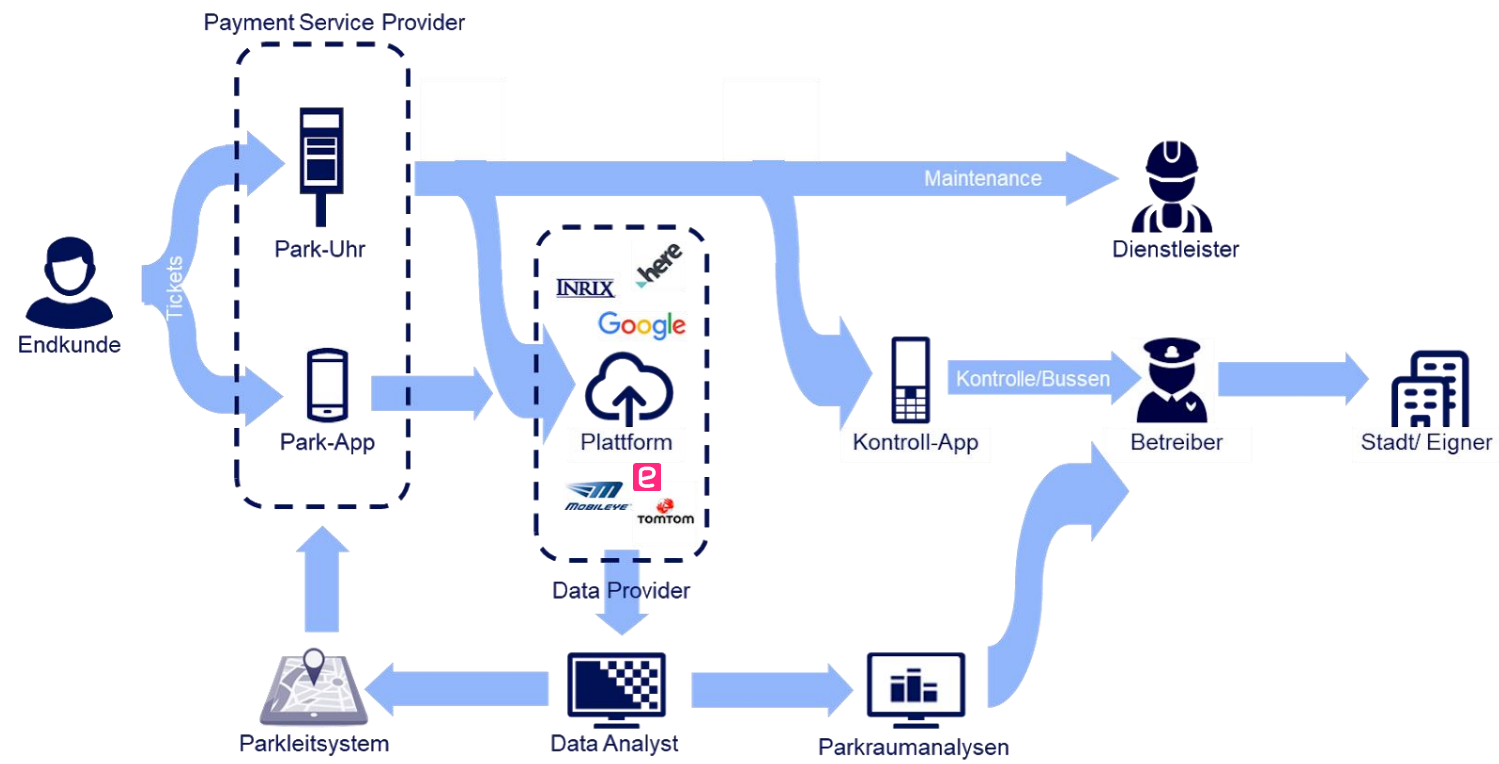 Payment Service Provider
Park-Uhr
Maintenance
Dienstleister
Tickets
Endkunde
INRIX
here
Google
Park-App
Plattform
Kontroll-App
Kontrolle/Bussen
Betreiber
Stadt/ Eigner
e
MOBILEYE
TOMTOM
Data Provider
Parkleitsystem
Data Analyst
Parkraumanalysen